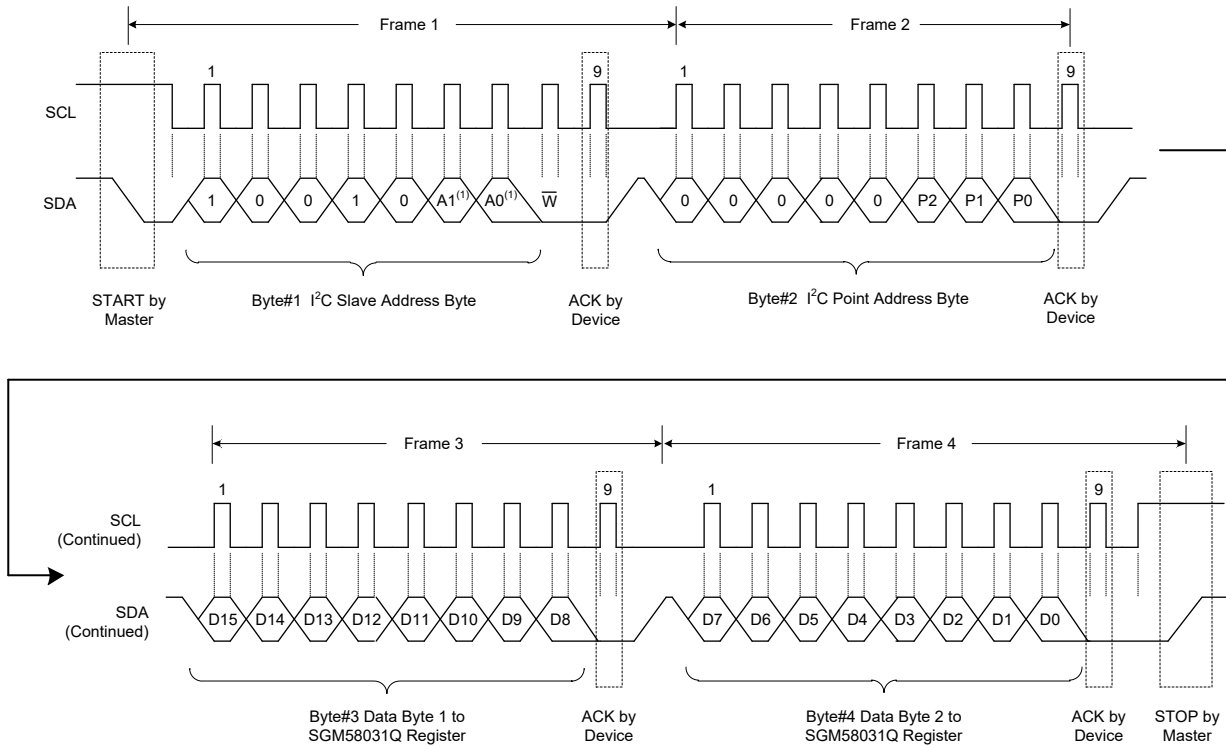 Frame 1 Frame 2
1 9 1 9
SCL
SDA 1 0 0 1 0 A1(1) A0(1) W̅ 0 0 0 0 0 P2 P1 P0
START by
Master
Byte#1 I²C Slave Address Byte
ACK by
Device
Byte#2 I²C Point Address Byte
ACK by
Device
Frame 3 Frame 4
1 9 1 9
SCL
(Continued)
SDA
(Continued)
D15 D14 D13 D12 D11 D10 D9 D8 D7 D6 D5 D4 D3 D2 D1 D0
Byte#3 Data Byte 1 to
SGM58031Q Register
ACK by
Device
Byte#4 Data Byte 2 to
SGM58031Q Register
ACK by
Device
STOP by
Master